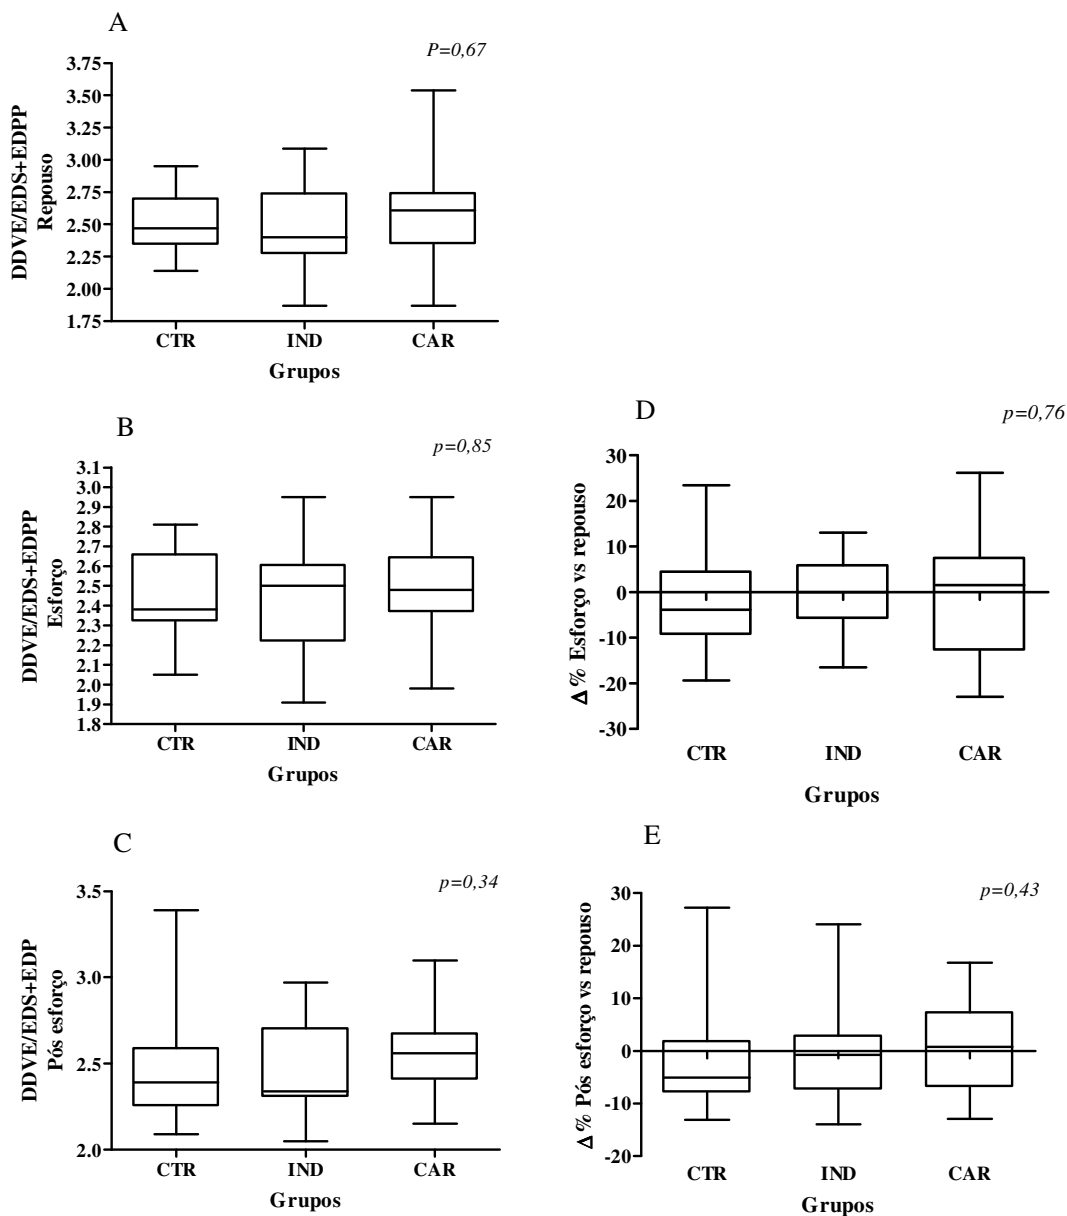 A
P=0,67
DDVE/EDS+EDPP
Repouso
3.75
3.50
3.25
3.00
2.75
2.50
2.25
2.00
1.75
CTR IND CAR
Grupos
B
p=0,85
DDVE/EDS+EDPP
Esforço
3.1
3.0
2.9
2.8
2.7
2.6
2.5
2.4
2.3
2.2
2.1
2.0
1.9
1.8
CTR IND CAR
Grupos
D
p=0,76
Δ% Esforço vs repouso
30
20
10
0
-10
-20
-30
CTR IND CAR
Grupos
C
p=0,34
DDVE/EDS+EDP
Pós esforço
3.5
3.0
2.5
2.0
CTR IND CAR
Grupos
E
p=0,43
Δ% Pós esforço vs repouso
30
20
10
0
-10
-20
CTR IND CAR
Grupos